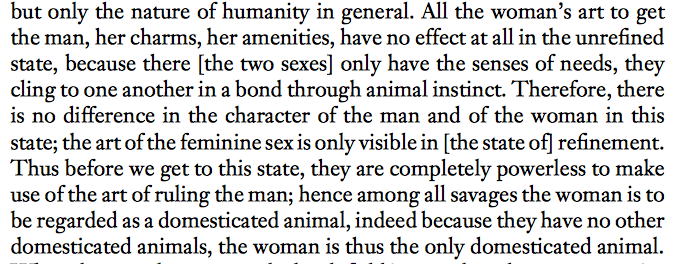 but only the nature of humanity in general. All the woman’s art to get
the man, her charms, her amenities, have no effect at all in the unrefined
state, because there [the two sexes] only have the senses of needs, they
cling to one another in a bond through animal instinct. Therefore, there
is no difference in the character of the man and of the woman in this
state; the art of the feminine sex is only visible in [the state of] refinement.
Thus before we get to this state, they are completely powerless to make
use of the art of ruling the man; hence among all savages the woman is to
be regarded as a domesticated animal, indeed because they have no other
domesticated animals, the woman is thus the only domesticated animal.